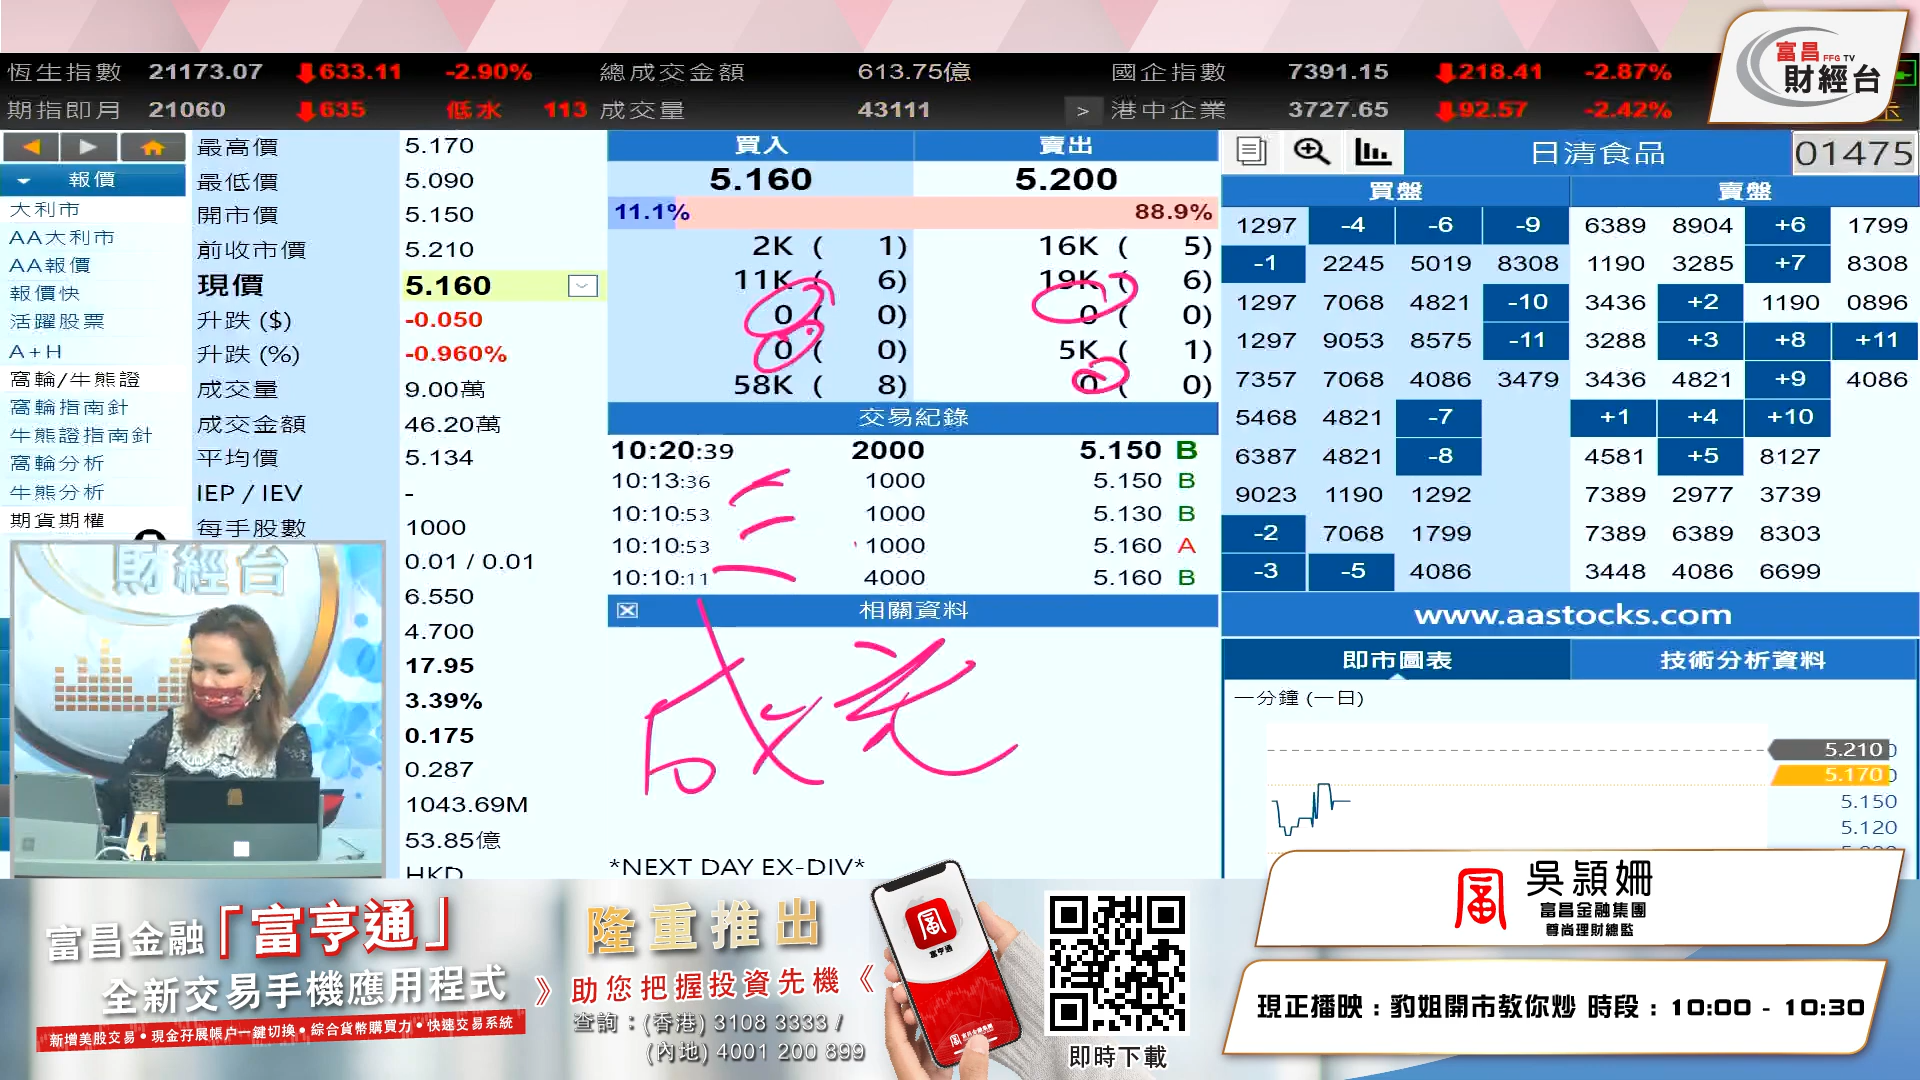 恆生指數 21173.07 633.11 -2.90% 總成交金額 613.75億 國企指數 7391.15 218.41 -2.87%
期指即月 21060 635 低水 113 成交量 43111 > 港中企業 3727.65 92.57 -2.42%
富昌 FFG TV
財經台
報價
大利市
AA大利市
AA報價
報價快
活躍股票
A+H
窩輪/牛熊證
窩輪指南針
牛熊證指南針
窩輪分析
牛熊分析
期貨期權
最高價 5.170
最低價 5.090
開市價 5.150
前收市價 5.210
現價 5.160
升跌 ($) -0.050
升跌 (%) -0.960%
成交量 9.00萬
成交金額 46.20萬
平均價 5.134
IEP / IEV -
每手股數 1000
0.01 / 0.01
6.550
4.700
17.95
3.39%
0.175
0.287
1043.69M
53.85億
HKD
財經台
買入 賣出
5.160 5.200
11.1% 88.9%
2K ( 1) 16K ( 5)
11K ( 6) 19K ( 6)
0 ( 0) 0 ( 0)
0 ( 0) 5K ( 1)
58K ( 8) 0 ( 0)
交易紀錄
10:20:39 2000 5.150 B
10:13:36 1000 5.150 B
10:10:53 1000 5.130 B
10:10:53 1000 5.160 A
10:10:11 4000 5.160 B
相關資料
*NEXT DAY EX-DIV*
日清食品 01475
買盤 賣盤
1297 -4 -6 -9 6389 8904 +6 1799
-1 2245 5019 8308 1190 3285 +7 8308
1297 7068 4821 -10 3436 +2 1190 0896
1297 9053 8575 -11 3288 +3 +8 +11
7357 7068 4086 3479 3436 4821 +9 4086
5468 4821 -7 +1 +4 +10
6387 4821 -8 4581 +5 8127
9023 1190 1292 7389 2977 3739
-2 7068 1799 7389 6389 8303
-3 -5 4086 3448 4086 6699
www.aastocks.com
即市圖表 技術分析資料
一分鐘 (一日)
5.210
5.170
5.150
5.120
富昌金融「富亨通」
全新交易手機應用程式
新增美股交易•現金孖展帳户一鍵切換•綜合貨幣購買力•快速交易系統
隆重推出
》助您把握投資先機《
查詢：(香港) 3108 3333 /
(內地) 4001 200 899
富亨通
即時下載
吳頴姍
富昌金融集團
尊尚理財總監
現正播映：豹姐開市教你炒 時段：10:00 - 10:30